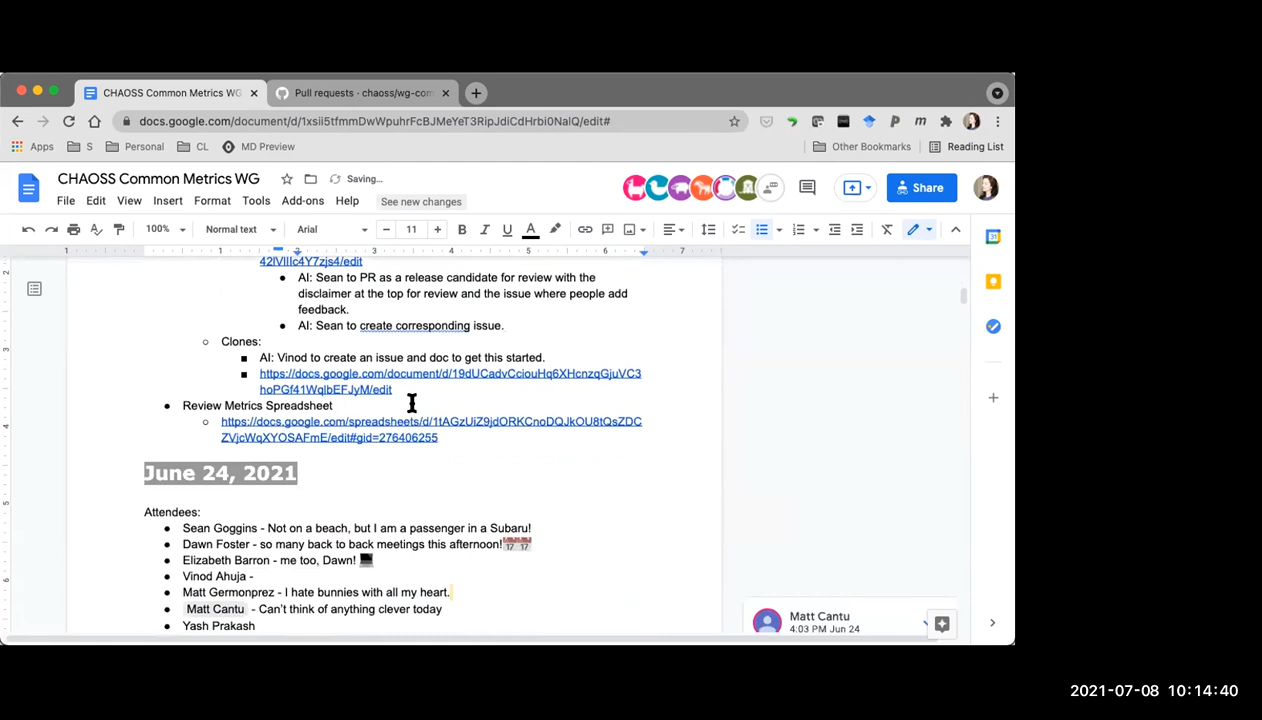 CHAOSS Common Metrics WG
Pull requests · chaoss/wg-com
docs.google.com/document/d/1xsii5tfmmDwWpuhrFcBJMeYeT3RipJdiCdHrbi0NalQ/edit#
Apps
S
Personal
CL
MD Preview
Other Bookmarks
Reading List
CHAOSS Common Metrics WG
Saving...
File Edit View Insert Format Tools Add-ons Help See new changes
Share
100% Normal text Arial 11
1 1 2 3 4 5 6 7
42lVlIIc4Y7zjs4/edit
AI: Sean to PR as a release candidate for review with the
disclaimer at the top for review and the issue where people add
feedback.
AI: Sean to create corresponding issue.
Clones:
AI: Vinod to create an issue and doc to get this started.
https://docs.google.com/document/d/19dUCadvCciouHq6XHcnzqGjuVC3
hoPGf41WqlbEFJyM/edit
Review Metrics Spreadsheet
https://docs.google.com/spreadsheets/d/1tAGzUiZ9jdORKCnoDQJkOU8tQsZDC
ZVjcWqXYOSAFmE/edit#gid=276406255
June 24, 2021
Attendees:
Sean Goggins - Not on a beach, but I am a passenger in a Subaru!
Dawn Foster - so many back to back meetings this afternoon!
Elizabeth Barron - me too, Dawn!
Vinod Ahuja -
Matt Germonprez - I hate bunnies with all my heart.
Matt Cantu - Can't think of anything clever today
Yash Prakash
Matt Cantu
4:03 PM Jun 24
2021-07-08 10:14:40